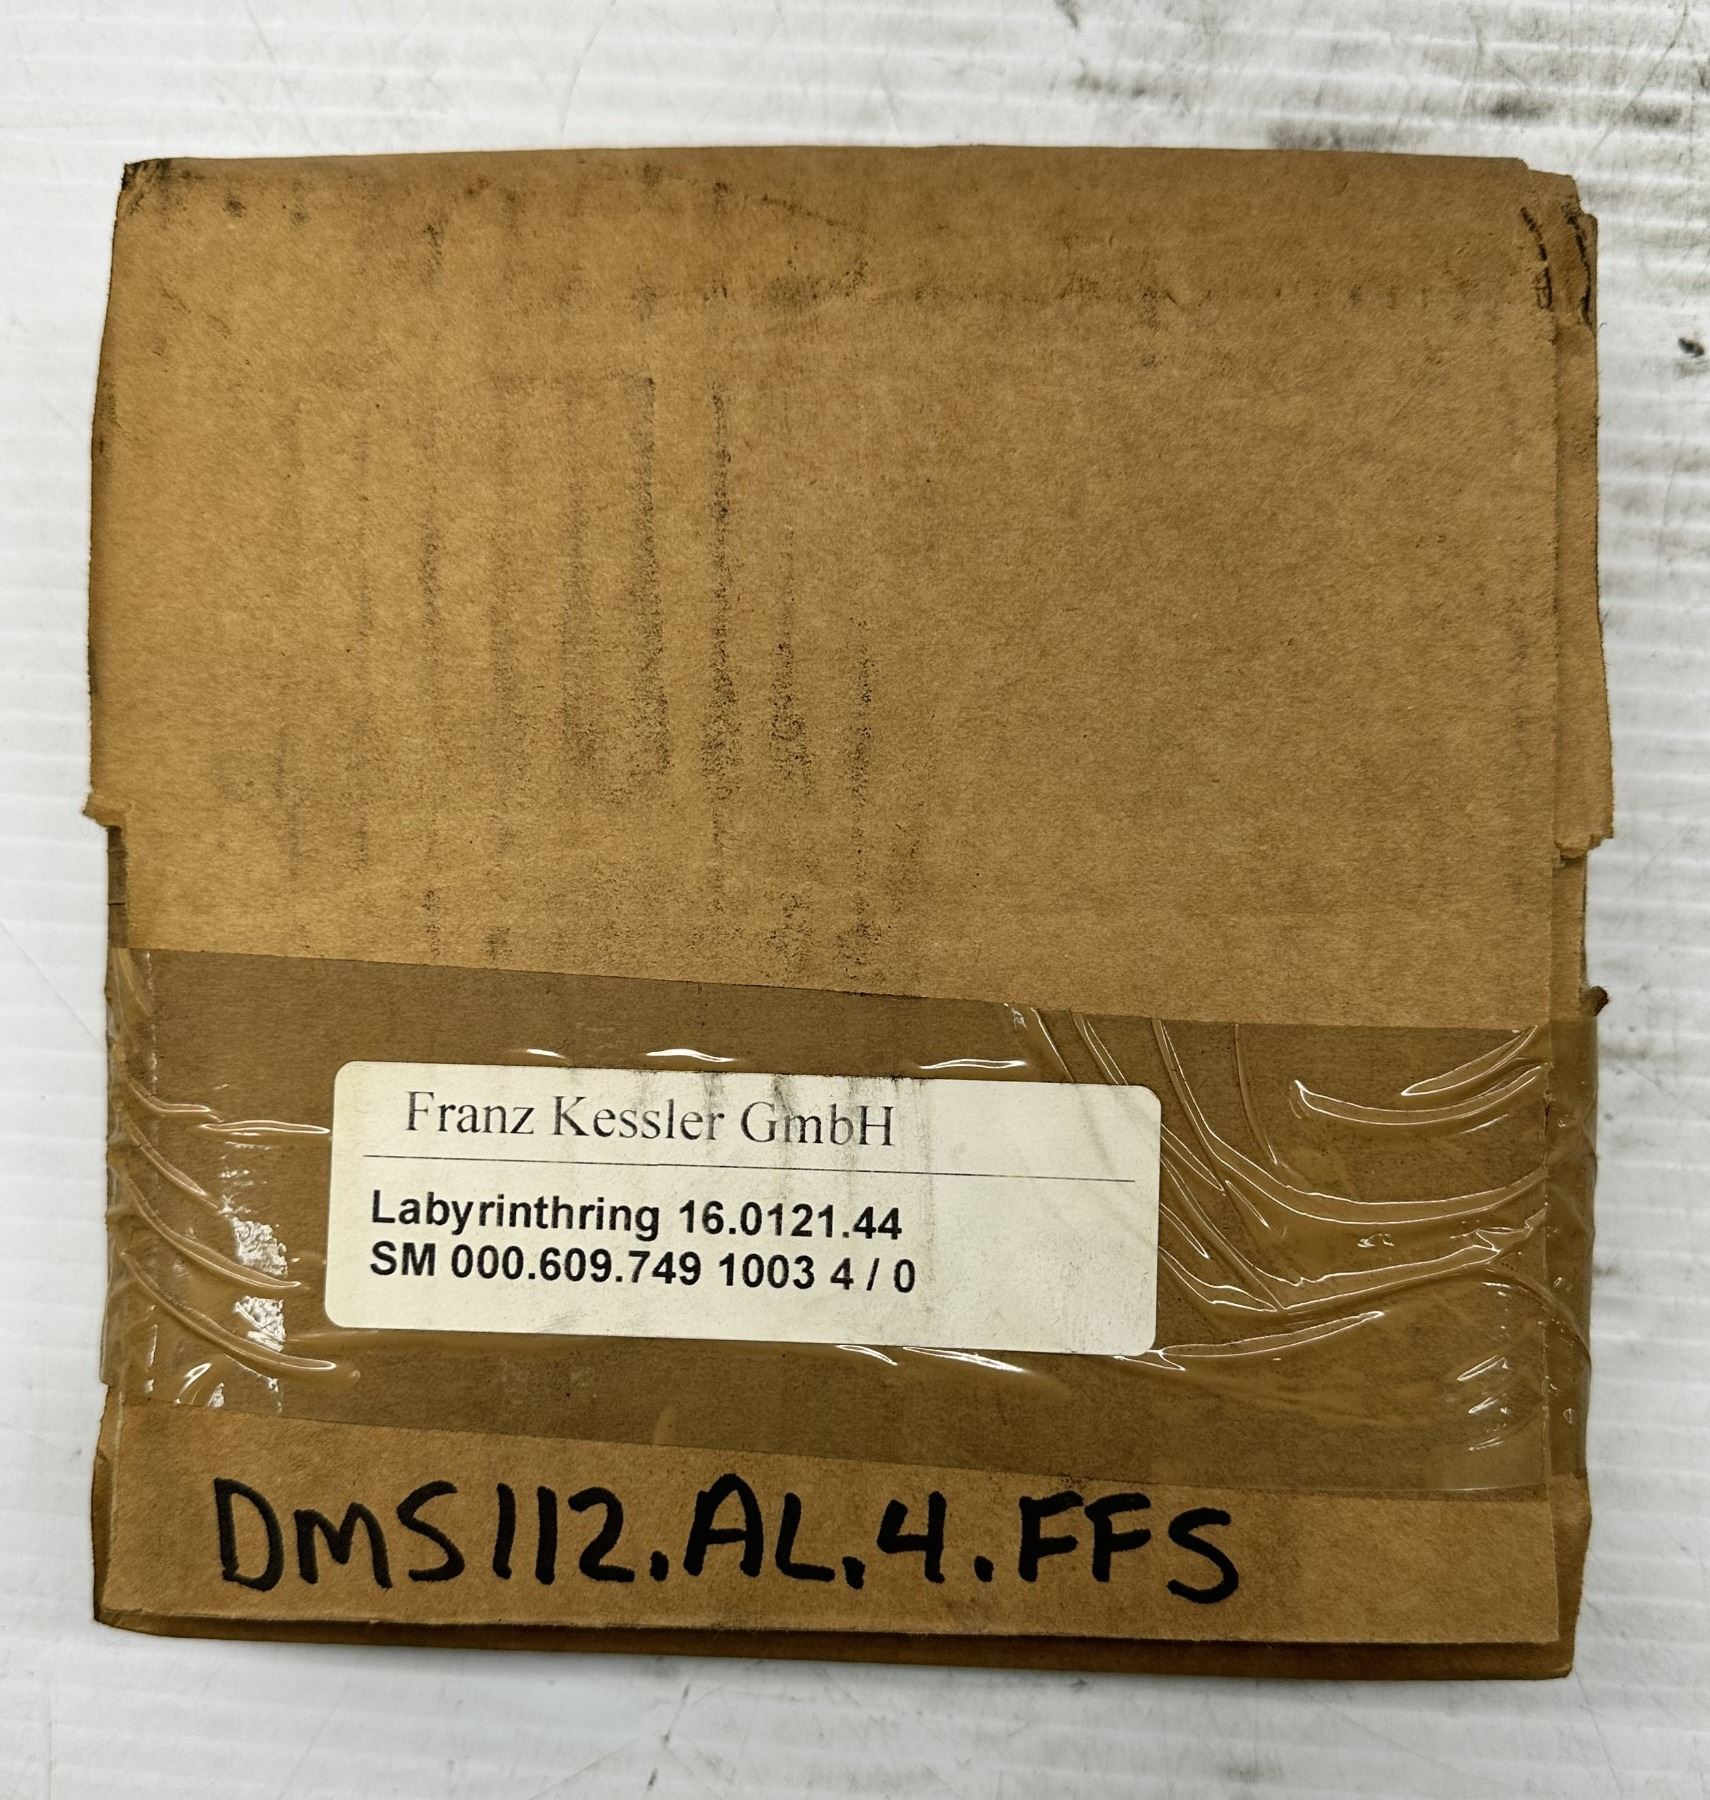 Franz Kessler GmbH
Labyrinthring 16.0121.44
SM 000.609.749 1003 4 / 0
DMS112.AL.4.FFS